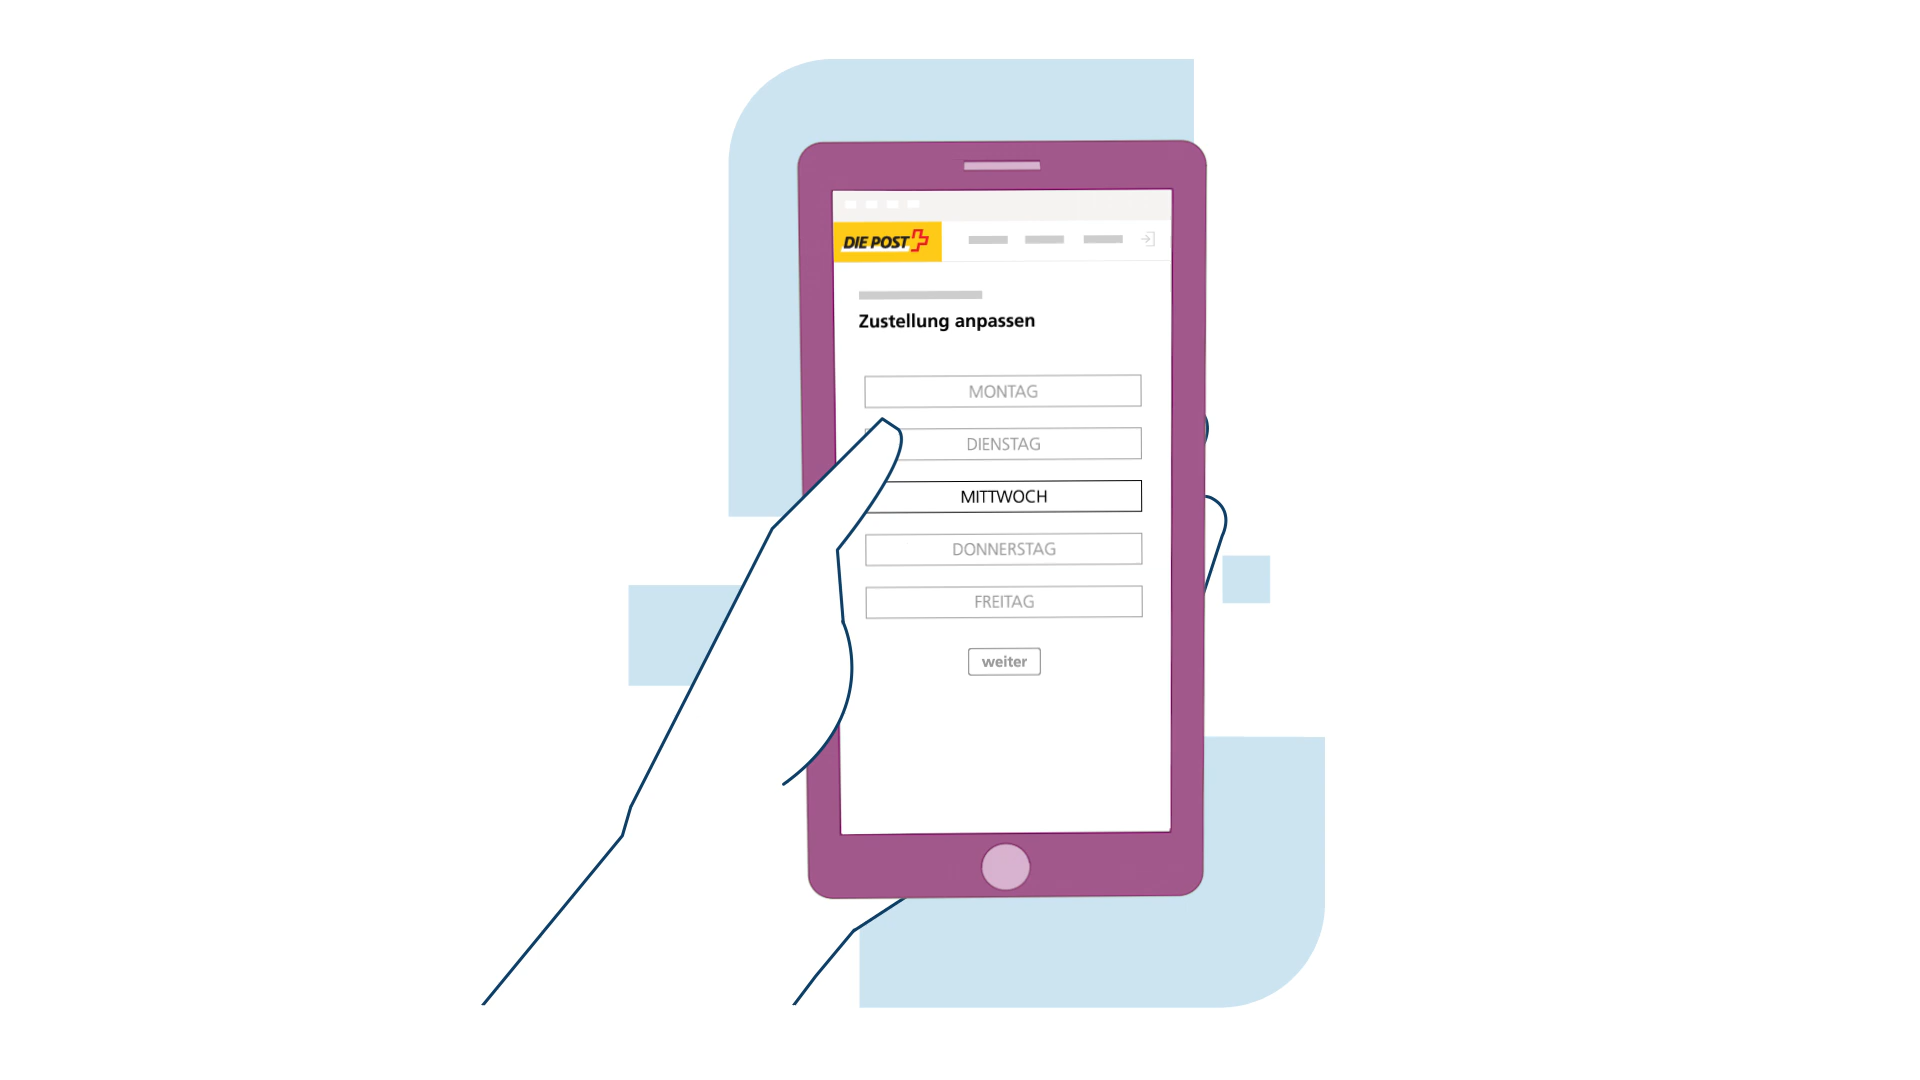 DIE POST
Zustellung anpassen
MONTAG
DIENSTAG
MITTWOCH
DONNERSTAG
FREITAG
weiter